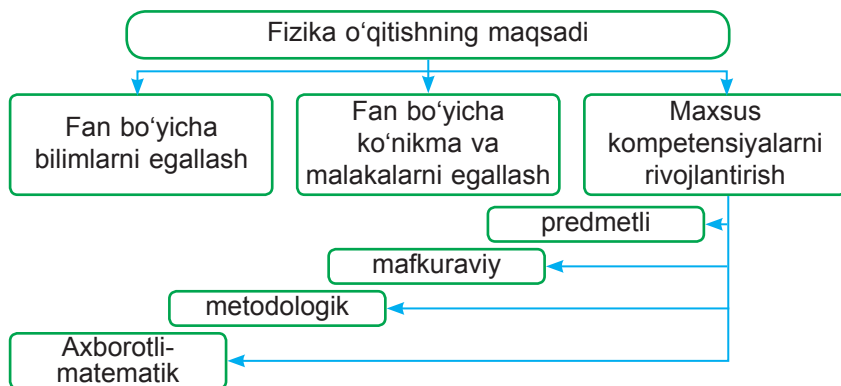 Fizika o‘qitishning maqsadi
Fan bo‘yicha
bilimlarni egallash
Fan bo‘yicha
ko‘nikma va
malakalarni egallash
Maxsus
kompetensiyalarni
rivojlantirish
predmetli
mafkuraviy
metodologik
Axborotli-
matematik